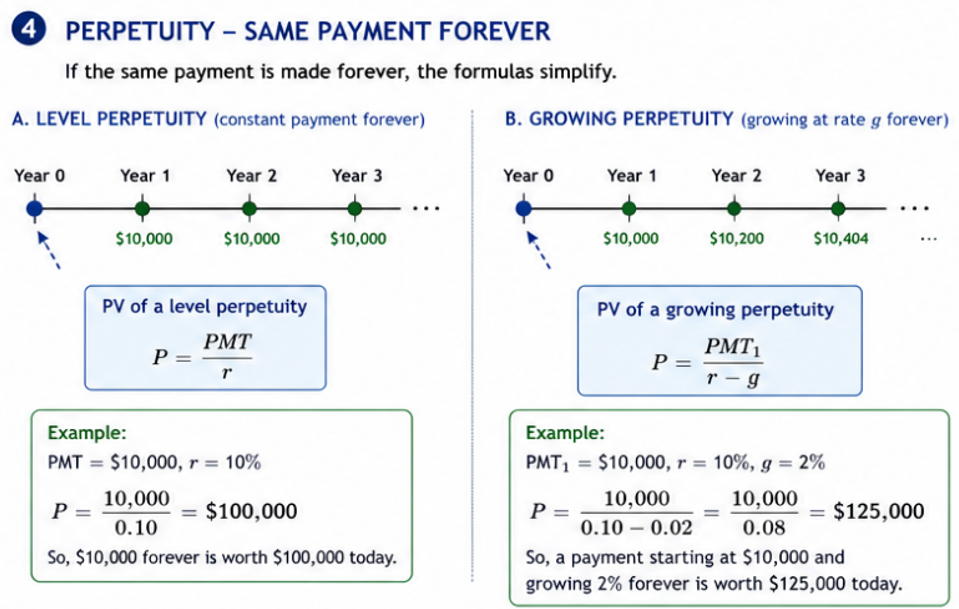 4 PERPETUITY – SAME PAYMENT FOREVER
If the same payment is made forever, the formulas simplify.
A. LEVEL PERPETUITY (constant payment forever)
Year 0 Year 1 Year 2 Year 3
...
$10,000 $10,000 $10,000
PV of a level perpetuity
P = PMT / r
Example:
PMT = $10,000, r = 10%
P = 10,000 / 0.10 = $100,000
So, $10,000 forever is worth $100,000 today.
B. GROWING PERPETUITY (growing at rate g forever)
Year 0 Year 1 Year 2 Year 3
...
$10,000 $10,200 $10,404 ...
PV of a growing perpetuity
P = PMT₁ / r − g
Example:
PMT₁ = $10,000, r = 10%, g = 2%
P = 10,000 / 0.10 − 0.02 = 10,000 / 0.08 = $125,000
So, a payment starting at $10,000 and
growing 2% forever is worth $125,000 today.